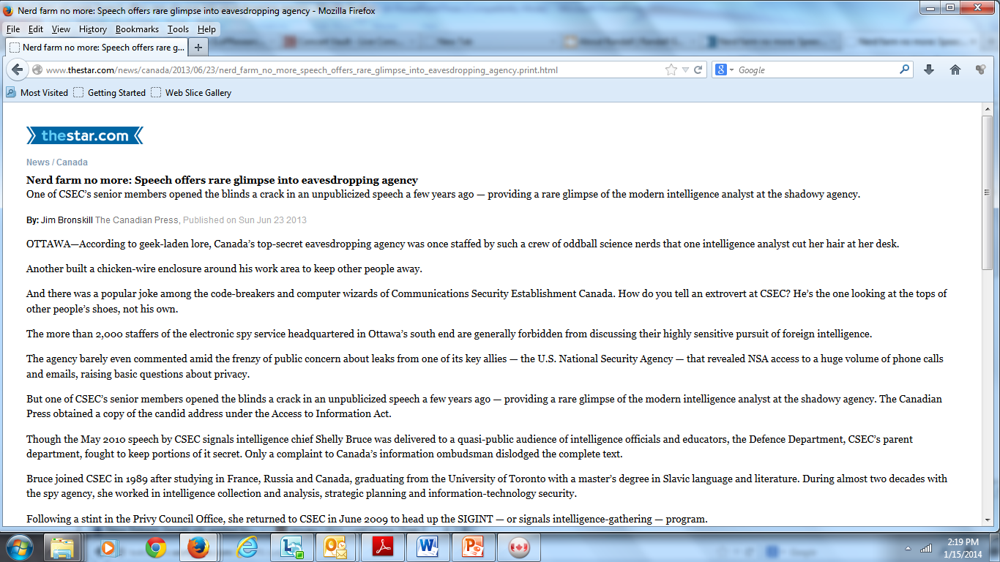 Nerd farm no more: Speech offers rare glimpse into eavesdropping agency - Mozilla Firefox
File Edit View History Bookmarks Tools Help
Nerd farm no more: Speech offers rare g...
www.thestar.com/news/canada/2013/06/23/nerd_farm_no_more_speech_offers_rare_glimpse_into_eavesdropping_agency.print.html
Google
Most Visited Getting Started Web Slice Gallery
thestar.com
News / Canada
Nerd farm no more: Speech offers rare glimpse into eavesdropping agency
One of CSEC’s senior members opened the blinds a crack in an unpublicized speech a few years ago — providing a rare glimpse of the modern intelligence analyst at the shadowy agency.
By: Jim Bronskill The Canadian Press, Published on Sun Jun 23 2013
OTTAWA—According to geek-laden lore, Canada’s top-secret eavesdropping agency was once staffed by such a crew of oddball science nerds that one intelligence analyst cut her hair at her desk.
Another built a chicken-wire enclosure around his work area to keep other people away.
And there was a popular joke among the code-breakers and computer wizards of Communications Security Establishment Canada. How do you tell an extrovert at CSEC? He’s the one looking at the tops of
other people’s shoes, not his own.
The more than 2,000 staffers of the electronic spy service headquartered in Ottawa’s south end are generally forbidden from discussing their highly sensitive pursuit of foreign intelligence.
The agency barely even commented amid the frenzy of public concern about leaks from one of its key allies — the U.S. National Security Agency — that revealed NSA access to a huge volume of phone calls
and emails, raising basic questions about privacy.
But one of CSEC’s senior members opened the blinds a crack in an unpublicized speech a few years ago — providing a rare glimpse of the modern intelligence analyst at the shadowy agency. The Canadian
Press obtained a copy of the candid address under the Access to Information Act.
Though the May 2010 speech by CSEC signals intelligence chief Shelly Bruce was delivered to a quasi-public audience of intelligence officials and educators, the Defence Department, CSEC’s parent
department, fought to keep portions of it secret. Only a complaint to Canada’s information ombudsman dislodged the complete text.
Bruce joined CSEC in 1989 after studying in France, Russia and Canada, graduating from the University of Toronto with a master’s degree in Slavic language and literature. During almost two decades with
the spy agency, she worked in intelligence collection and analysis, strategic planning and information-technology security.
Following a stint in the Privy Council Office, she returned to CSEC in June 2009 to head up the SIGINT — or signals intelligence-gathering — program.
2:19 PM
1/15/2014